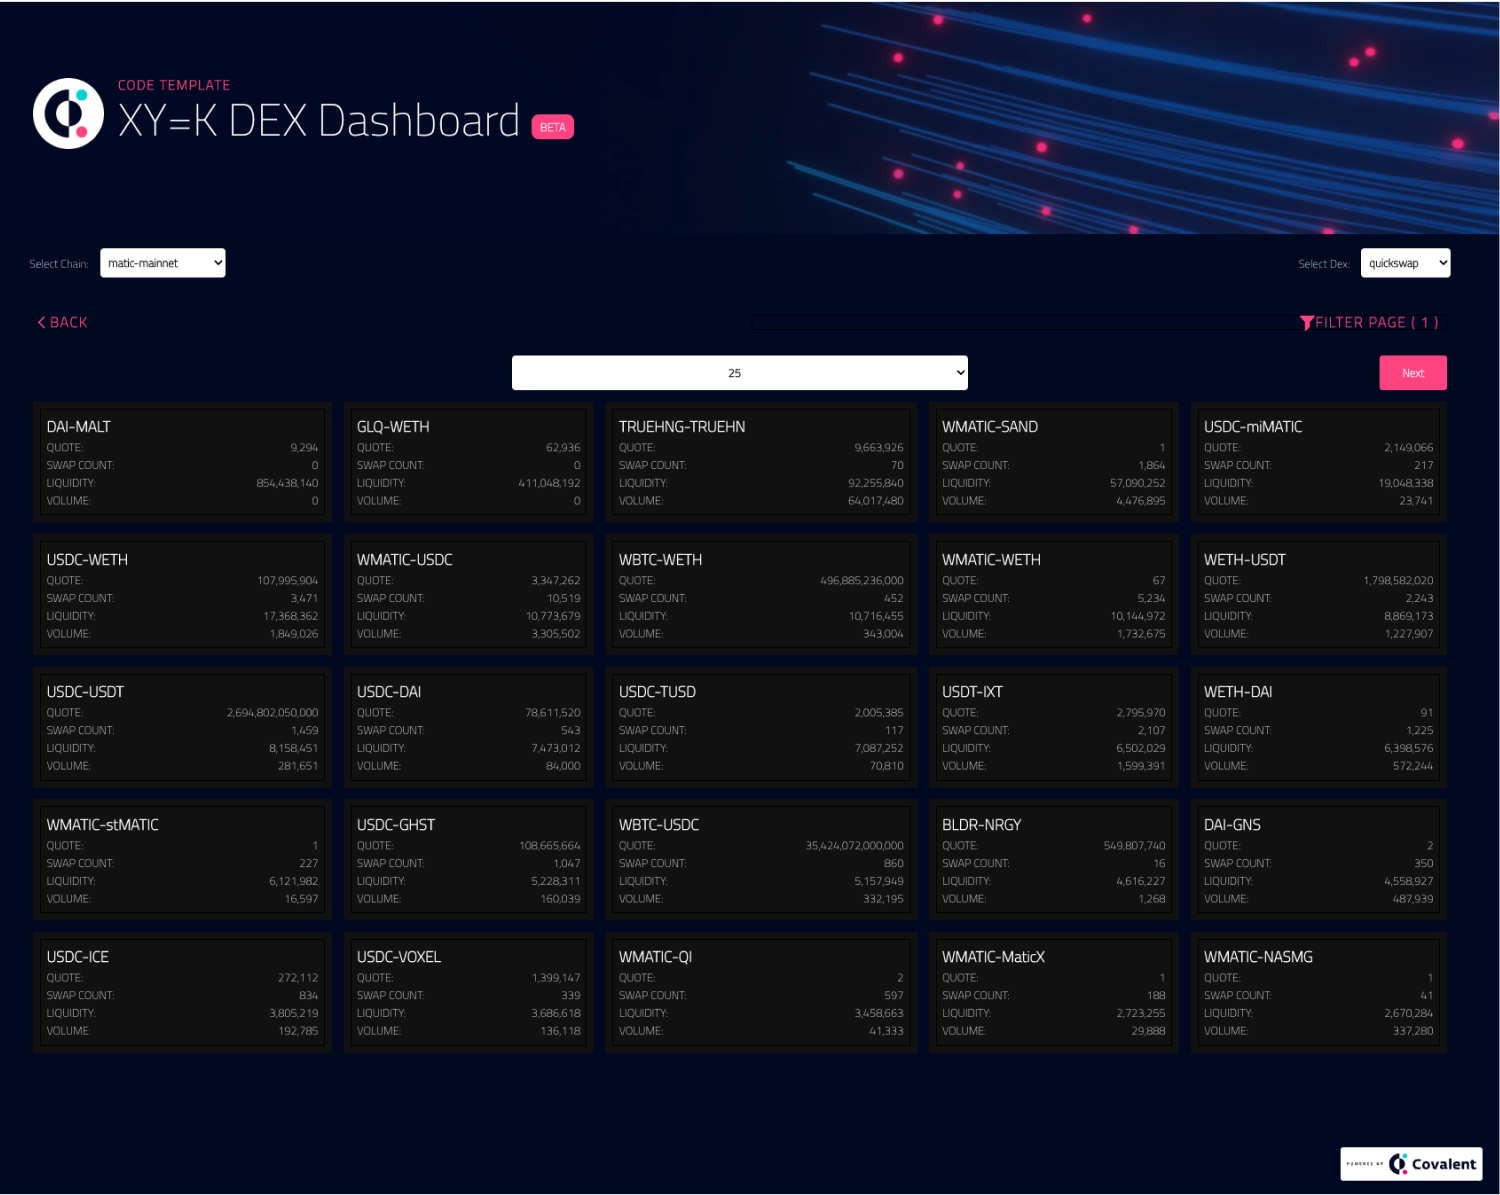 CODE TEMPLATE
XY=K DEX Dashboard BETA
Select Chain: matic-mainnet
Select Dex: quickswap
BACK
FILTER PAGE ( 1 )
25
Next
DAI-MALT
QUOTE: 9,294
SWAP COUNT: 0
LIQUIDITY: 854,438,140
VOLUME: 0
GLQ-WETH
QUOTE: 62,936
SWAP COUNT: 0
LIQUIDITY: 411,048,192
VOLUME: 0
TRUEHNG-TRUEHN
QUOTE: 9,663,926
SWAP COUNT: 70
LIQUIDITY: 92,255,840
VOLUME: 64,017,480
WMATIC-SAND
QUOTE: 1
SWAP COUNT: 1,864
LIQUIDITY: 57,090,252
VOLUME: 4,476,895
USDC-miMATIC
QUOTE: 2,149,066
SWAP COUNT: 217
LIQUIDITY: 19,048,338
VOLUME: 23,741
USDC-WETH
QUOTE: 107,995,904
SWAP COUNT: 3,471
LIQUIDITY: 17,368,362
VOLUME: 1,849,026
WMATIC-USDC
QUOTE: 3,347,262
SWAP COUNT: 10,519
LIQUIDITY: 10,773,679
VOLUME: 3,305,502
WBTC-WETH
QUOTE: 496,885,236,000
SWAP COUNT: 452
LIQUIDITY: 10,716,455
VOLUME: 343,004
WMATIC-WETH
QUOTE: 67
SWAP COUNT: 5,234
LIQUIDITY: 10,144,972
VOLUME: 1,732,675
WETH-USDT
QUOTE: 1,798,582,020
SWAP COUNT: 2,243
LIQUIDITY: 8,869,173
VOLUME: 1,227,907
USDC-USDT
QUOTE: 2,694,802,050,000
SWAP COUNT: 1,459
LIQUIDITY: 8,158,451
VOLUME: 281,651
USDC-DAI
QUOTE: 78,611,520
SWAP COUNT: 543
LIQUIDITY: 7,473,012
VOLUME: 84,000
USDC-TUSD
QUOTE: 2,005,385
SWAP COUNT: 117
LIQUIDITY: 7,087,252
VOLUME: 70,810
USDT-IXT
QUOTE: 2,795,970
SWAP COUNT: 2,107
LIQUIDITY: 6,502,029
VOLUME: 1,599,391
WETH-DAI
QUOTE: 91
SWAP COUNT: 1,225
LIQUIDITY: 6,398,576
VOLUME: 572,244
WMATIC-stMATIC
QUOTE: 1
SWAP COUNT: 227
LIQUIDITY: 6,121,982
VOLUME: 16,597
USDC-GHST
QUOTE: 108,665,664
SWAP COUNT: 1,047
LIQUIDITY: 5,228,311
VOLUME: 160,039
WBTC-USDC
QUOTE: 35,424,072,000,000
SWAP COUNT: 860
LIQUIDITY: 5,157,949
VOLUME: 332,195
BLDR-NRGY
QUOTE: 549,807,740
SWAP COUNT: 16
LIQUIDITY: 4,616,227
VOLUME: 1,268
DAI-GNS
QUOTE: 2
SWAP COUNT: 350
LIQUIDITY: 4,558,927
VOLUME: 487,939
USDC-ICE
QUOTE: 272,112
SWAP COUNT: 834
LIQUIDITY: 3,805,219
VOLUME: 192,785
USDC-VOXEL
QUOTE: 1,399,147
SWAP COUNT: 339
LIQUIDITY: 3,686,618
VOLUME: 136,118
WMATIC-QI
QUOTE: 2
SWAP COUNT: 597
LIQUIDITY: 3,458,663
VOLUME: 41,333
WMATIC-MaticX
QUOTE: 1
SWAP COUNT: 188
LIQUIDITY: 2,723,255
VOLUME: 29,888
WMATIC-NASMG
QUOTE: 1
SWAP COUNT: 41
LIQUIDITY: 2,670,284
VOLUME: 337,280
POWERED BY Covalent